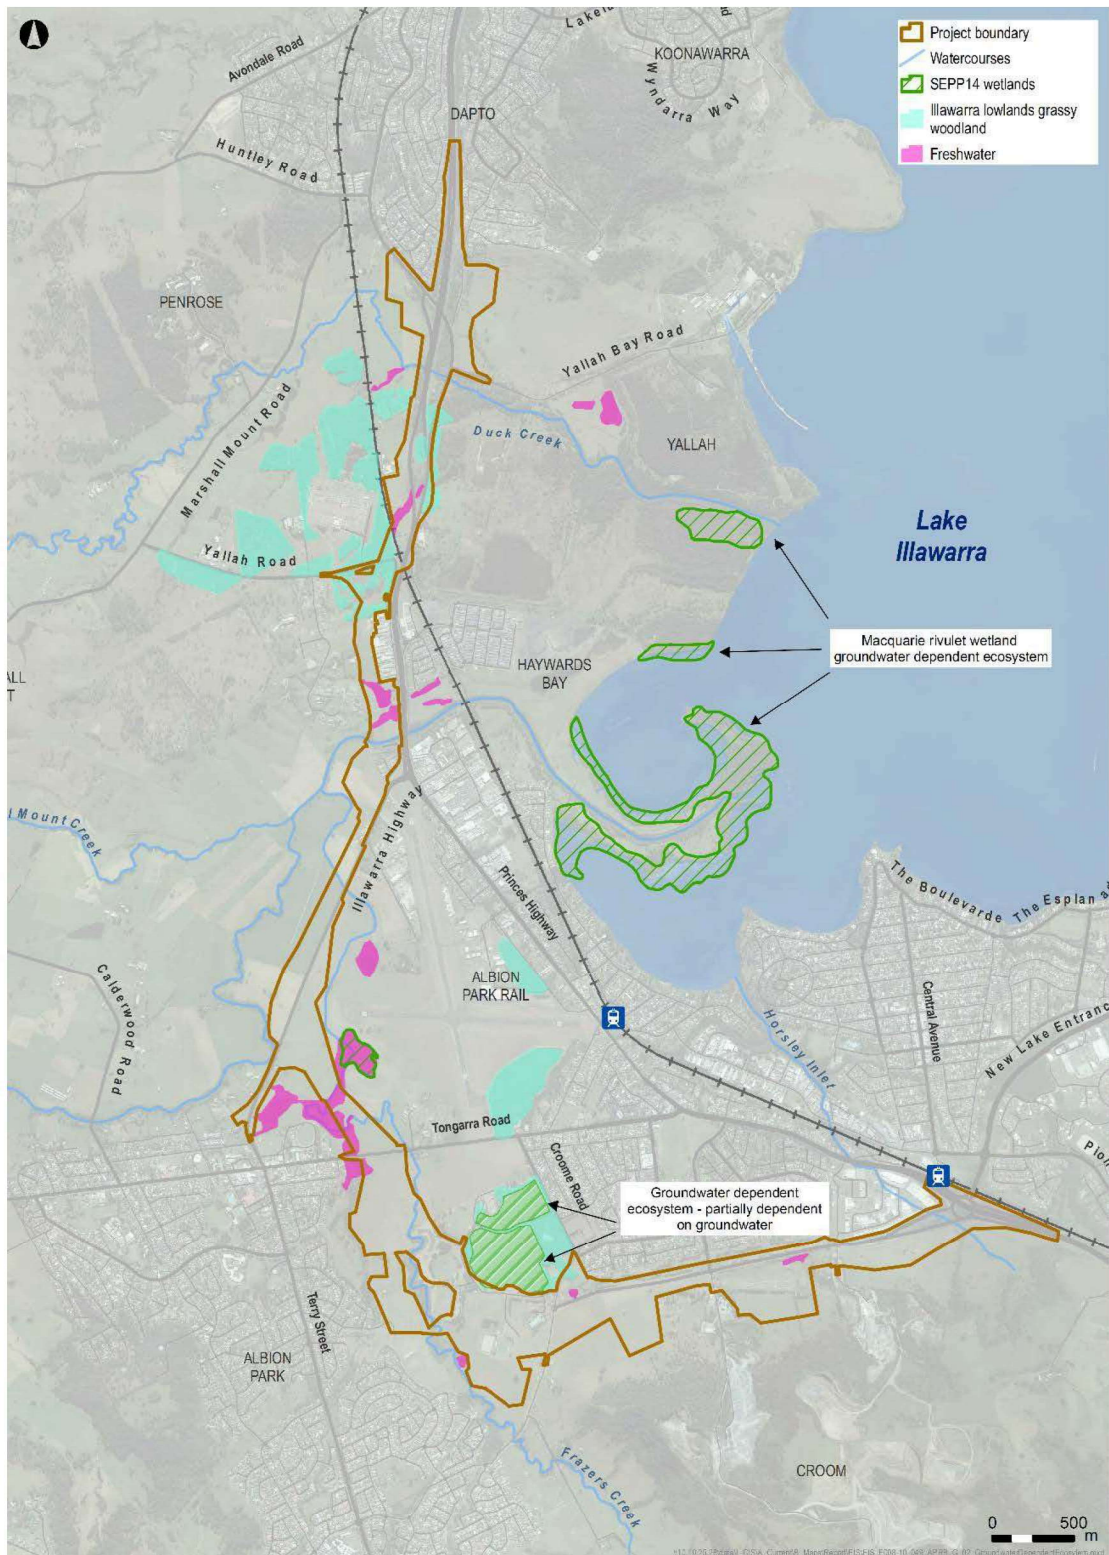 Project boundary
Watercourses
SEPP14 wetlands
Illawarra lowlands grassy
woodland
Freshwater
KOONAWARRA
Wyndarra Way
Avondale Road
DAPTO
Huntley Road
PENROSE
Yallah Bay Road
Marshall Mount Road
Duck Creek
YALLAH
Lake
Illawarra
Yallah Road
Macquarie rivulet wetland
groundwater dependent ecosystem
HAYWARDS
BAY
Mount Creek
Illawarra Highway
Princes Highway
The Boulevarde
The Esplanad
Calderwood Road
ALBION
PARK RAIL
Central Avenue
Horsley Inlet
New Lake Entranc
Tongarra Road
Croome Road
Groundwater dependent
ecosystem - partially dependent
on groundwater
Terry Street
ALBION
PARK
Frazers Creek
CROOM
0 500
m